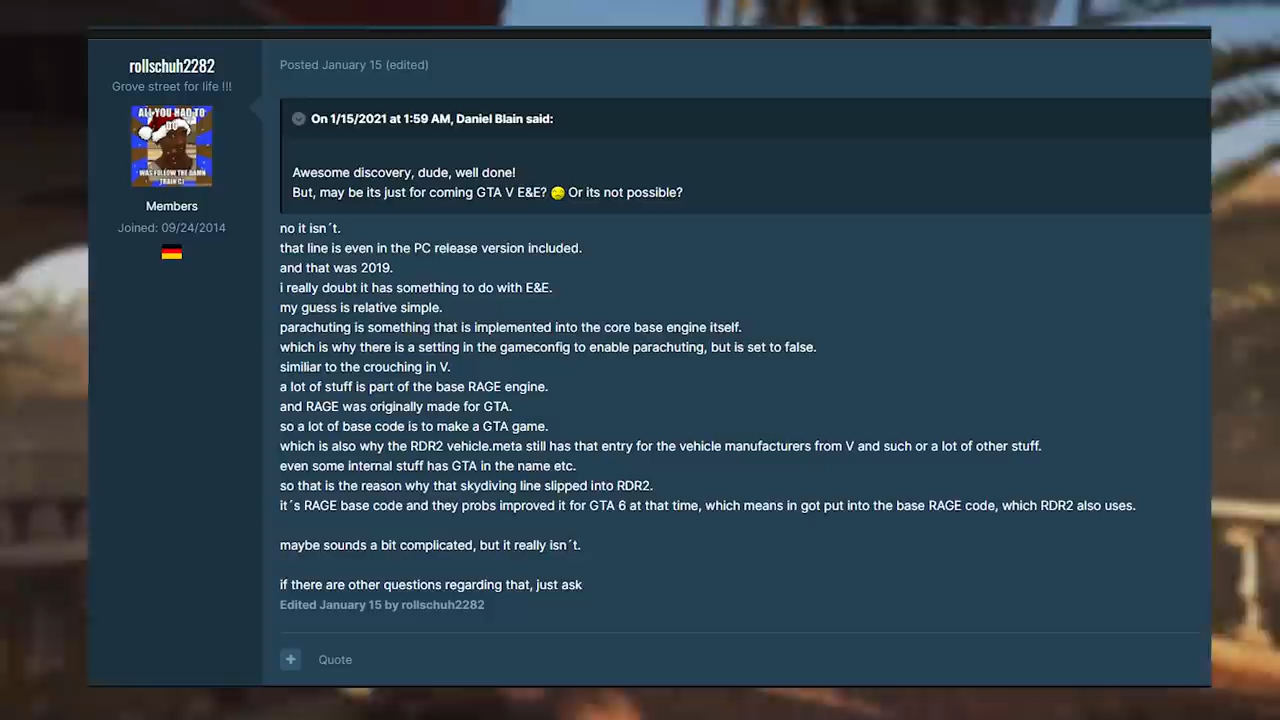 rollschuh2282
Grove street for life !!!
ALL YOU HAD TO
DO
WAS FOLLOW THE DAMN
TRAIN CJ
Members
Joined: 09/24/2014
Posted January 15 (edited)
On 1/15/2021 at 1:59 AM, Daniel Blain said:
Awesome discovery, dude, well done!
But, may be its just for coming GTA V E&E? Or its not possible?
no it isn´t.
that line is even in the PC release version included.
and that was 2019.
i really doubt it has something to do with E&E.
my guess is relative simple.
parachuting is something that is implemented into the core base engine itself.
which is why there is a setting in the gameconfig to enable parachuting, but is set to false.
similiar to the crouching in V.
a lot of stuff is part of the base RAGE engine.
and RAGE was originally made for GTA.
so a lot of base code is to make a GTA game.
which is also why the RDR2 vehicle.meta still has that entry for the vehicle manufacturers from V and such or a lot of other stuff.
even some internal stuff has GTA in the name etc.
so that is the reason why that skydiving line slipped into RDR2.
it´s RAGE base code and they probs improved it for GTA 6 at that time, which means in got put into the base RAGE code, which RDR2 also uses.
maybe sounds a bit complicated, but it really isn´t.
if there are other questions regarding that, just ask
Edited January 15 by rollschuh2282
+ Quote